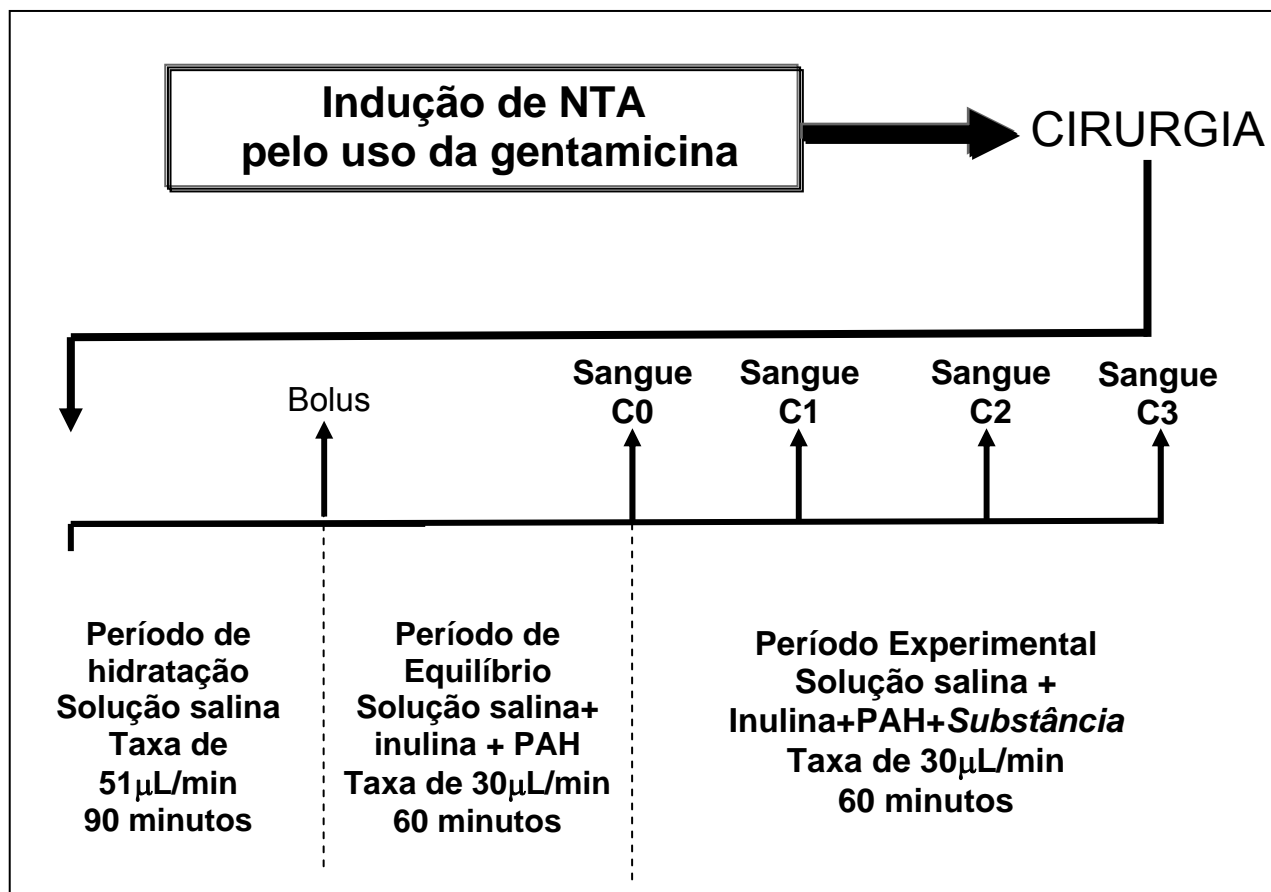 Indução de NTA
pelo uso da gentamicina
CIRURGIA
Bolus
Sangue
C0
Sangue
C1
Sangue
C2
Sangue
C3
Período de
hidratação
Solução salina
Taxa de
51μL/min
90 minutos
Período de
Equilíbrio
Solução salina+
inulina + PAH
Taxa de 30μL/min
60 minutos
Período Experimental
Solução salina +
Inulina+PAH+Substância
Taxa de 30μL/min
60 minutos